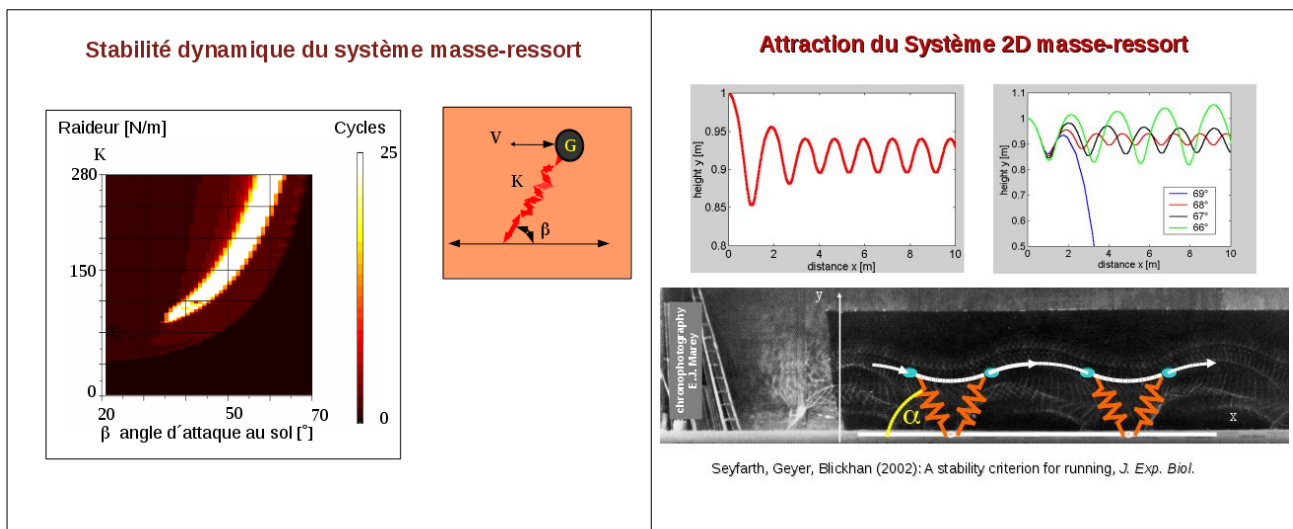 Stabilité dynamique du système masse-ressort
Raideur [N/m]
Cycles
K
280
150
0
20
50
70
β angle d´attaque au sol [°]
25
0
V
G
K
β
Attraction du Système 2D masse-ressort
height y [m]
1
0.95
0.9
0.85
0.8
0 2 4 6 8 10
distance x [m]
height y [m]
1.1
1
0.9
0.8
0.7
0.6
0.5
0 2 4 6 8 10
distance x [m]
69°
68°
67°
66°
chronophotography
E.J. Marey
y
α
x
Seyfarth, Geyer, Blickhan (2002): A stability criterion for running, J. Exp. Biol.